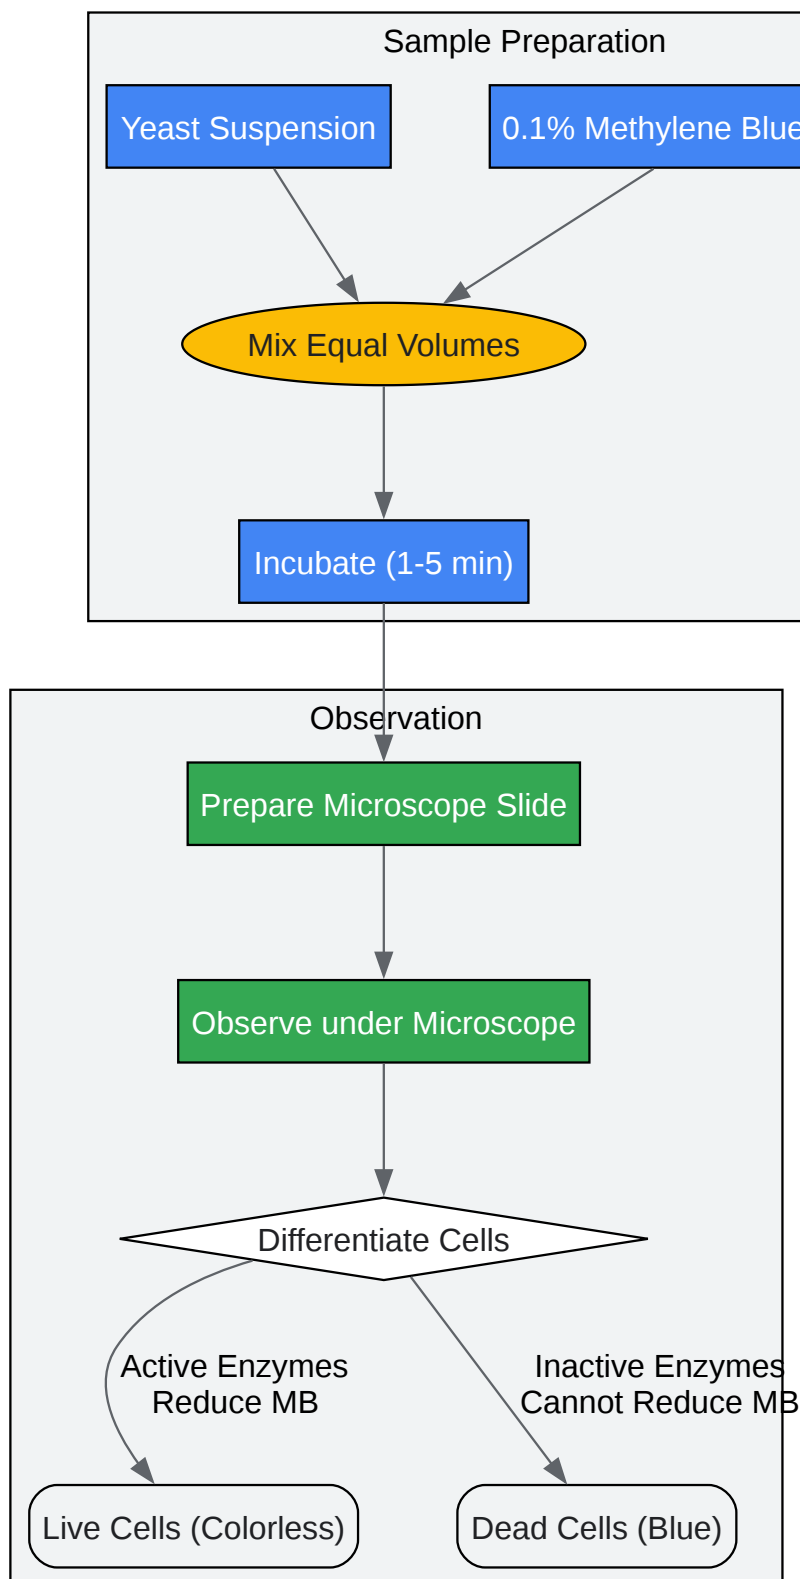 Sample Preparation
Yeast Suspension
0.1% Methylene Blue
Mix Equal Volumes
Incubate (1-5 min)
Observation
Prepare Microscope Slide
Observe under Microscope
Differentiate Cells
Active Enzymes
Reduce MB
Inactive Enzymes
Cannot Reduce MB
Live Cells (Colorless)
Dead Cells (Blue)